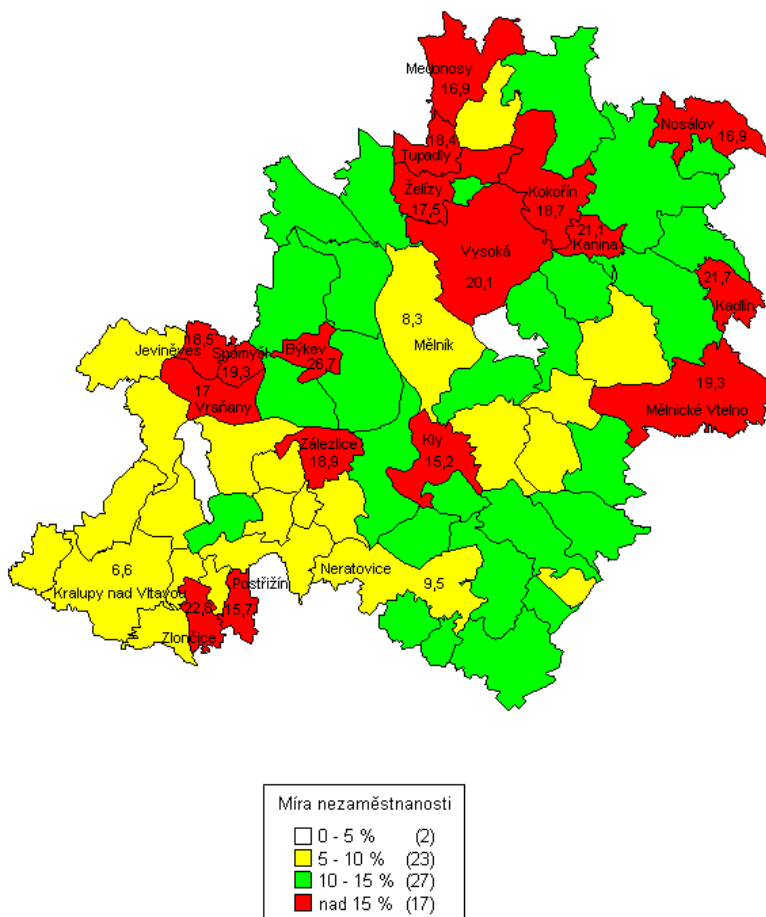 Medonosy
16,9
Nosálov
16,9
18,4
Tupadly
Želízy
17,5
Kokořín
18,7
21,1
Kanina
Vysoká
20,1
21,7
Kadlín
8,3
Mělník
18,5
Jeviněves
19,3
Býkev
26,7
17
Vraňany
19,3
Mělnické Vtelno
Kly
15,2
Zálezlice
18,9
6,6
Kralupy nad Vltavou
Postřižín
Neratovice
9,5
22,8
15,7
Zlončice
Míra nezaměstnanosti
0 - 5 % (2)
5 - 10 % (23)
10 - 15 % (27)
nad 15 % (17)